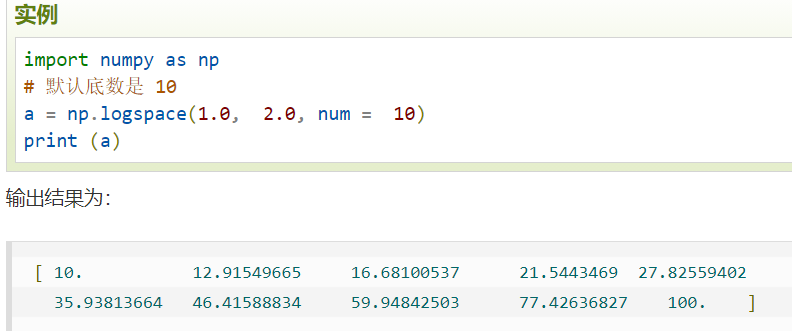 实例
import numpy as np
# 默认底数是 10
a = np.logspace(1.0,  2.0, num =  10)
print (a)
输出结果为:
[ 10.           12.91549665     16.68100537      21.5443469  27.82559402
  35.93813664   46.41588834     59.94842503      77.42636827    100.    ]